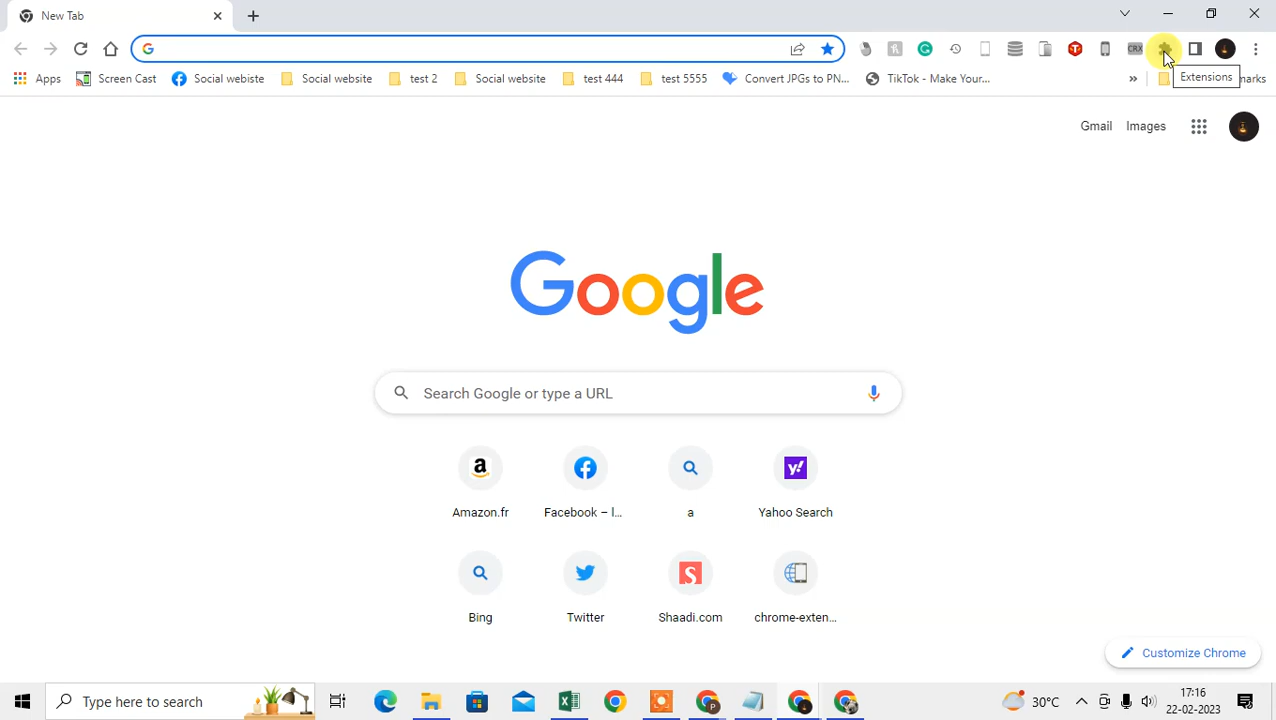 New Tab
CRX
Apps Screen Cast Social webiste Social website test 2 Social website test 444 test 5555 Convert JPGs to PN... TikTok - Make Your... » marks
Extensions
Gmail Images
Google
Search Google or type a URL
Amazon.fr Facebook – l... a Yahoo Search
Bing Twitter Shaadi.com chrome-exten...
Customize Chrome
Type here to search
30°C
17:16
22-02-2023